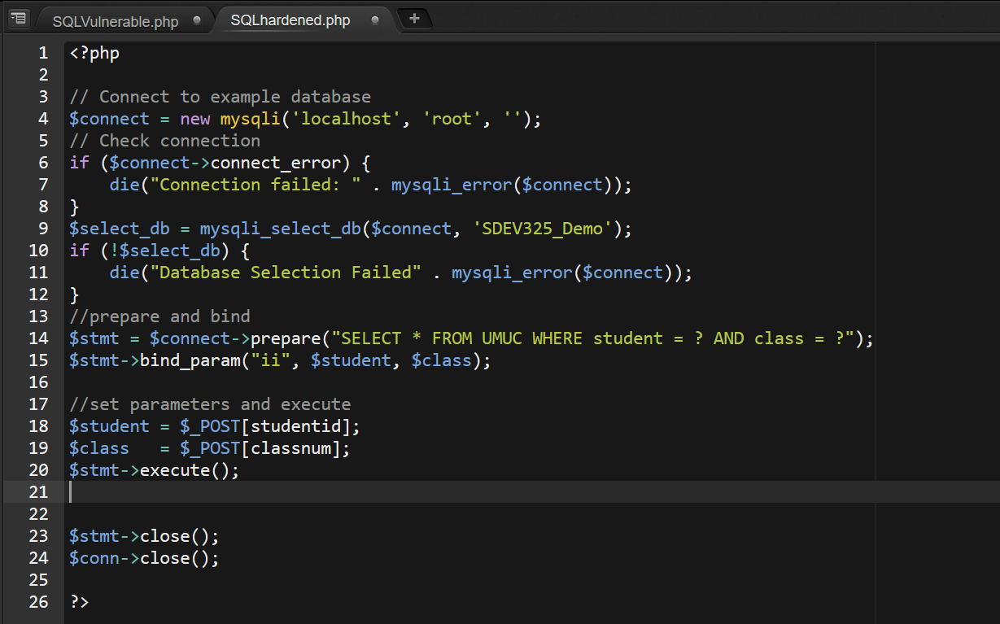 SQLVulnerable.php SQLhardened.php +
1 <?php
2
3 // Connect to example database
4 $connect = new mysqli('localhost', 'root', '');
5 // Check connection
6 if ($connect->connect_error) {
7     die("Connection failed: " . mysqli_error($connect));
8 }
9 $select_db = mysqli_select_db($connect, 'SDEV325_Demo');
10 if (!$select_db) {
11     die("Database Selection Failed" . mysqli_error($connect));
12 }
13 //prepare and bind
14 $stmt = $connect->prepare("SELECT * FROM UMUC WHERE student = ? AND class = ?");
15 $stmt->bind_param("ii", $student, $class);
16
17 //set parameters and execute
18 $student = $_POST[studentid];
19 $class   = $_POST[classnum];
20 $stmt->execute();
21
22
23 $stmt->close();
24 $conn->close();
25
26 ?>